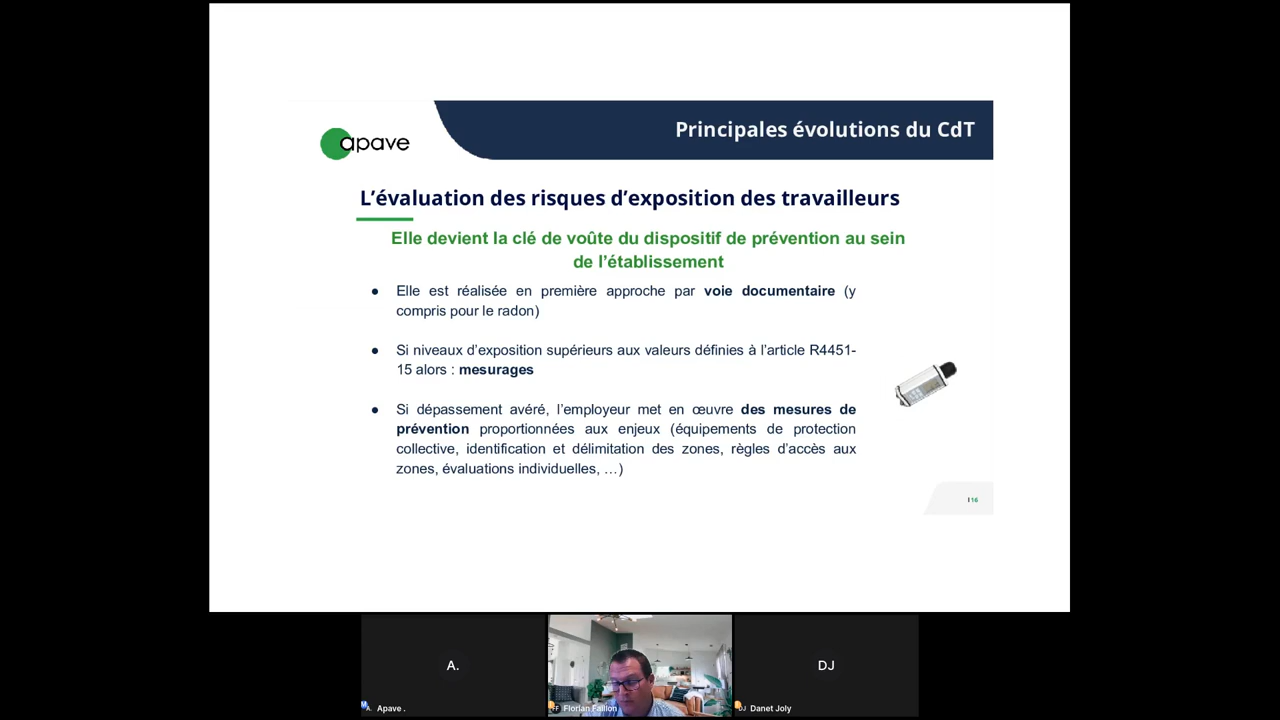 apave
Principales évolutions du CdT
L'évaluation des risques d'exposition des travailleurs
Elle devient la clé de voûte du dispositif de prévention au sein
de l'établissement
● Elle est réalisée en première approche par voie documentaire (y
compris pour le radon)
● Si niveaux d'exposition supérieurs aux valeurs définies à l'article R4451-
15 alors : mesurages
● Si dépassement avéré, l'employeur met en œuvre des mesures de
prévention proportionnées aux enjeux (équipements de protection
collective, identification et délimitation des zones, règles d'accès aux
zones, évaluations individuelles, …)
I 16
A.
DJ
A. Apave .
FF Florian Fallion
DJ Danet Joly